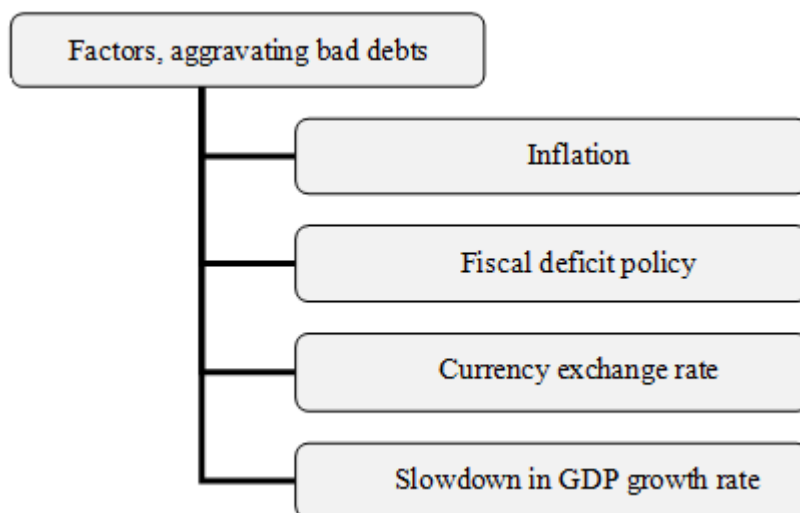 Factors, aggravating bad debts
Inflation
Fiscal deficit policy
Currency exchange rate
Slowdown in GDP growth rate